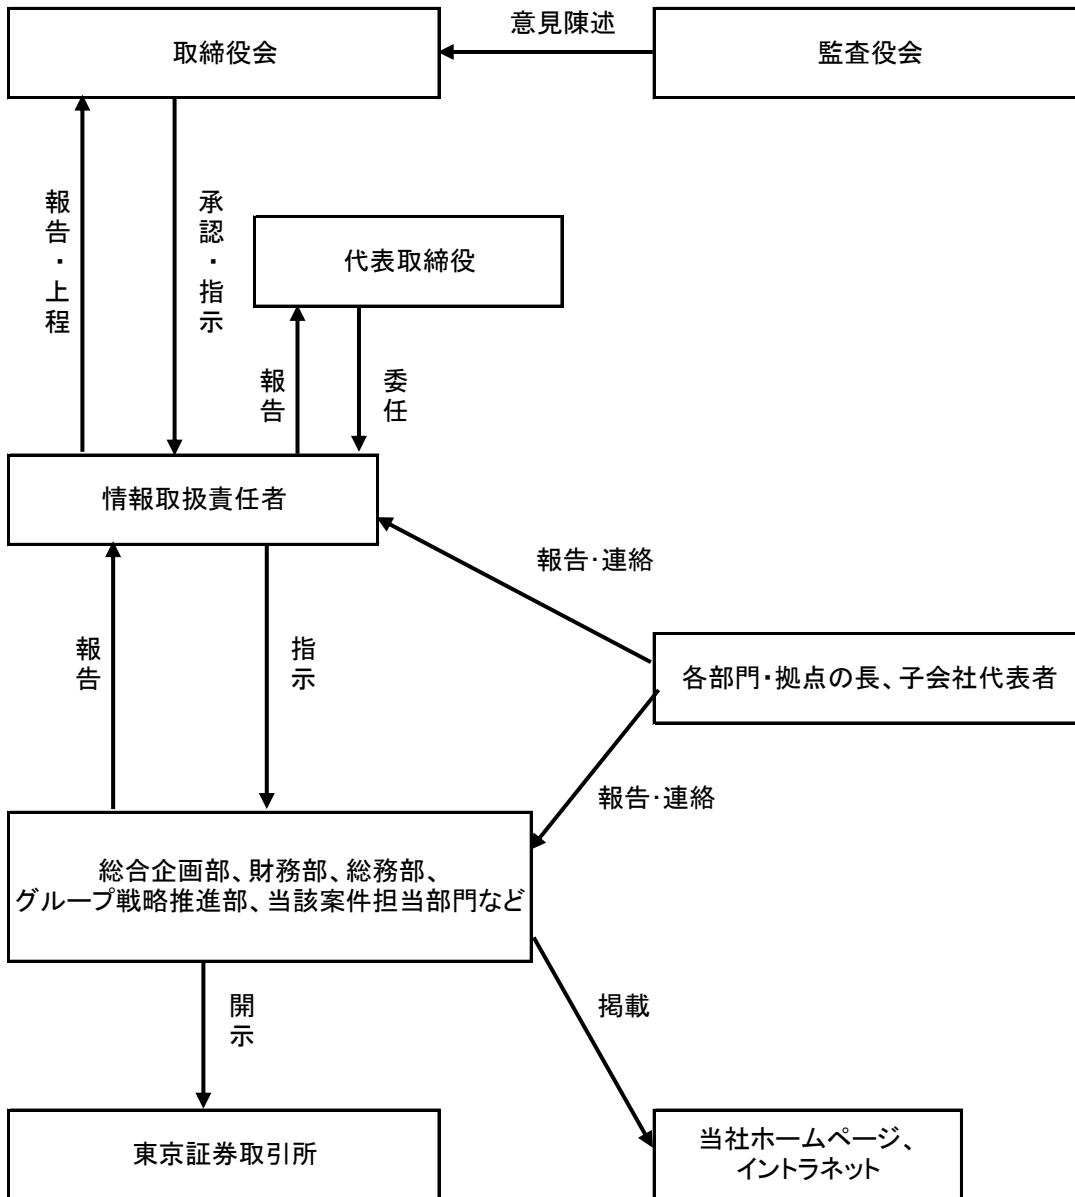 意見陳述
取締役会
監査役会
報告・上程
承認・指示
代表取締役
報告
委任
情報取扱責任者
報告・連絡
報告
指示
各部門・拠点の長、子会社代表者
報告・連絡
総合企画部、財務部、総務部、
グループ戦略推進部、当該案件担当部門など
開示
掲載
東京証券取引所
当社ホームページ、
イントラネット